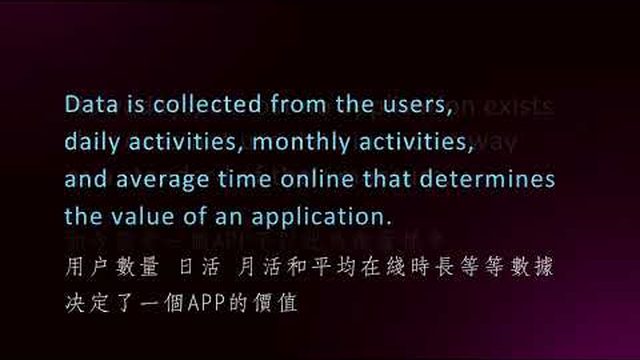 Data is collected from the users,
daily activities, monthly activities,
and average time online that determines
the value of an application.
用户數量 日活 月活和平均在綫時長等等數據
决定了一個APP的價值